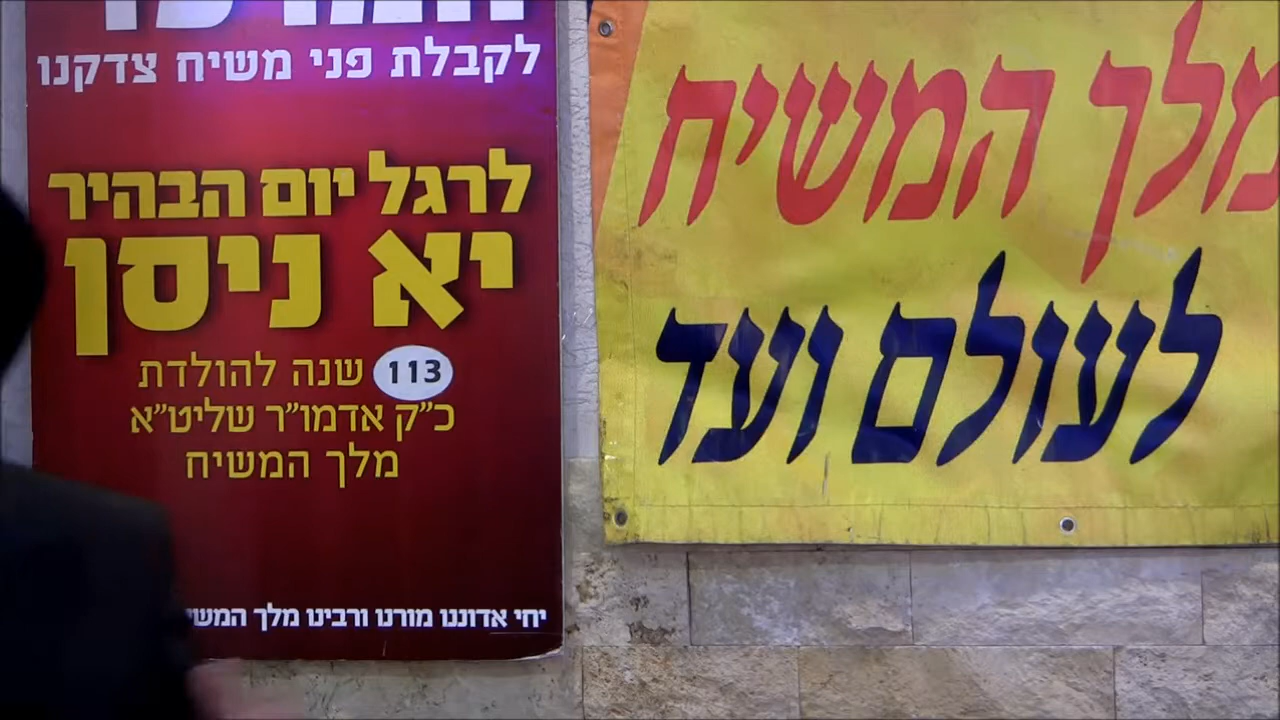 לקבלת פני משיח צדקנו
לרגל יום הבהיר
יא ניסן
113 שנה להולדת
כ״ק אדמו״ר שליט״א
מלך המשיח
יחי אדוננו מורנו ורבינו מלך
מלך המשיח
לעולם ועד